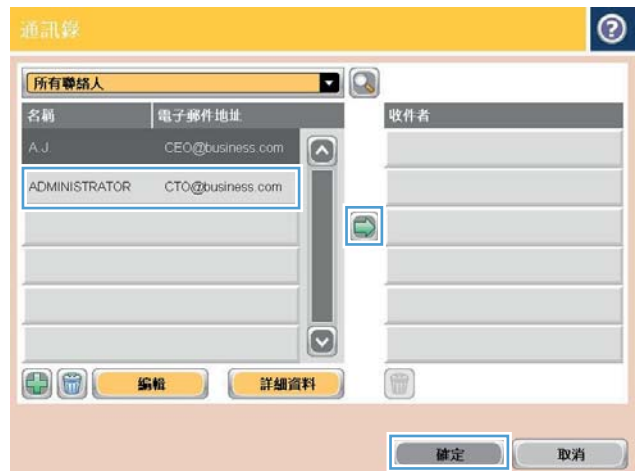 通訊錄
所有聯絡人
名稱 電子郵件地址 收件者
A.J. CEO@business.com
ADMINISTRATOR CTO@business.com
編輯 詳細資料
確定 取消